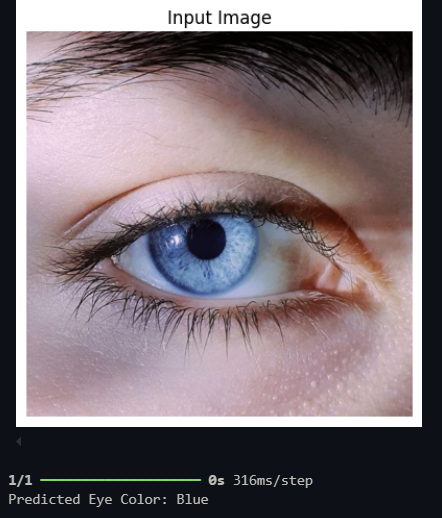 Input Image
1/1 0s 316ms/step
Predicted Eye Color: Blue